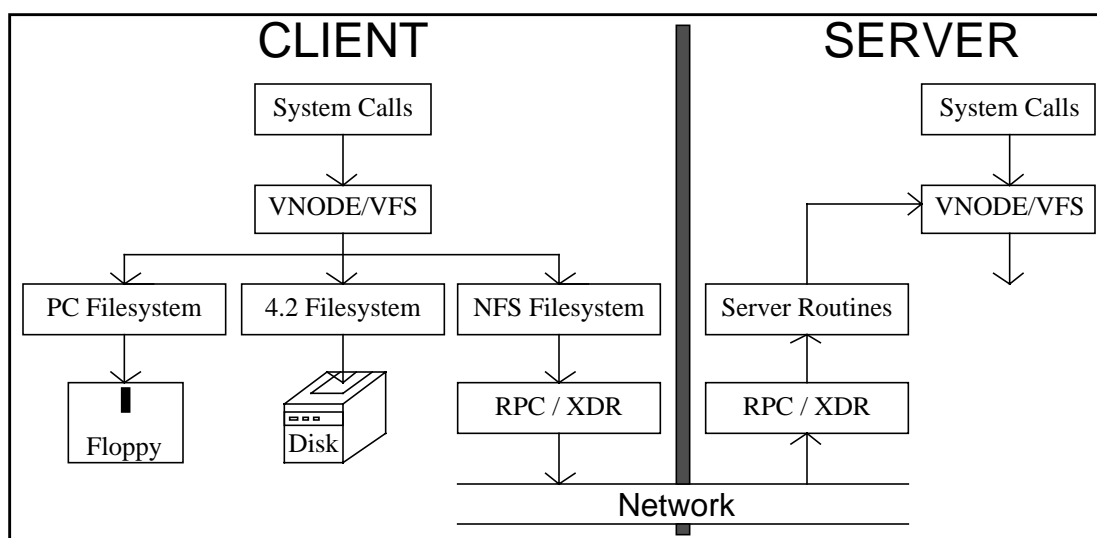 CLIENT
SERVER
System Calls
System Calls
VNODE/VFS
VNODE/VFS
PC Filesystem
4.2 Filesystem
NFS Filesystem
Server Routines
RPC / XDR
RPC / XDR
Floppy
Disk
Network